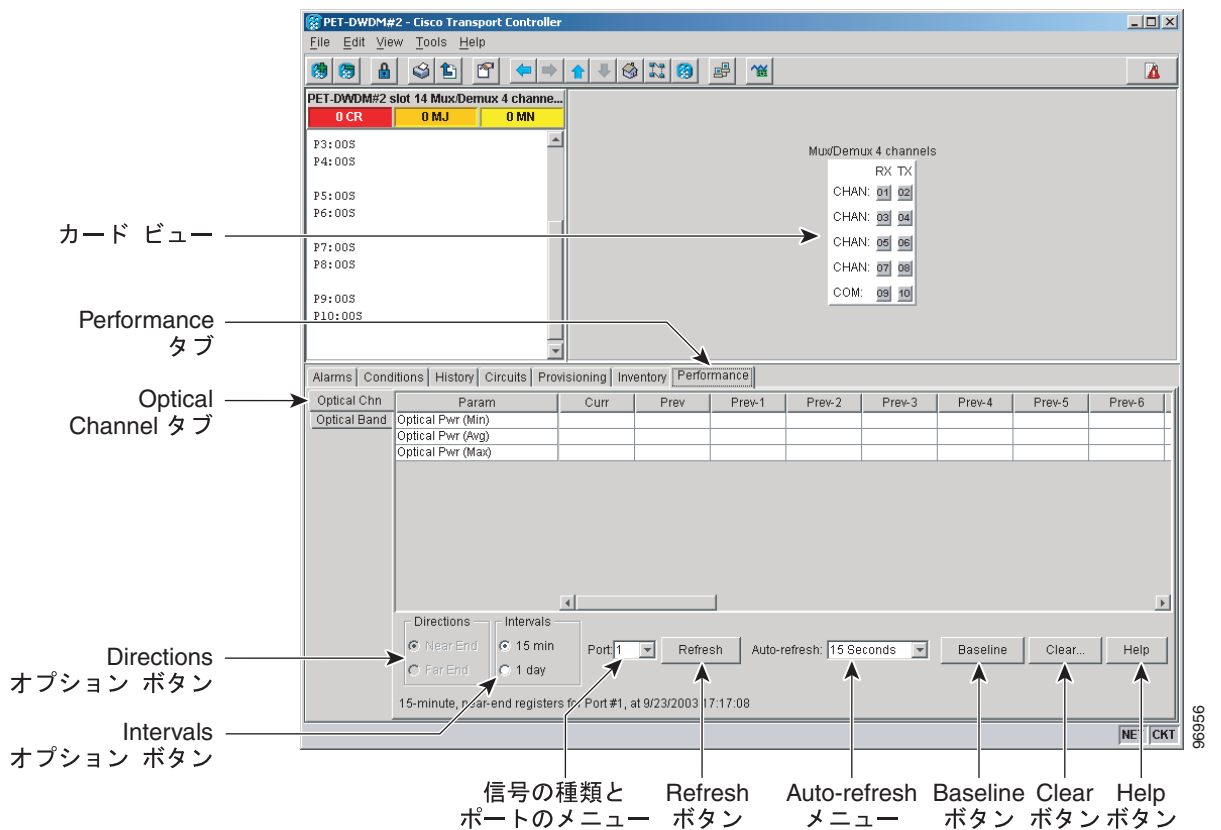 PET-DWDM#2 - Cisco Transport Controller
File Edit View Tools Help
PET-DWDM#2 slot 14 Mux/Demux 4 channe...
0 CR 0 MJ 0 MN
P3:OOS
P4:OOS
P5:OOS
P6:OOS
P7:OOS
P8:OOS
P9:OOS
P10:OOS
Mux/Demux 4 channels
RX TX
CHAN: 01 02
CHAN: 03 04
CHAN: 05 06
CHAN: 07 08
COM: 09 10
カード ビュー
Performance
タブ
Optical
Channel タブ
Directions
オプション ボタン
Intervals
オプション ボタン
Alarms Conditions History Circuits Provisioning Inventory Performance
Optical Chn
Optical Band
Param Curr Prev Prev-1 Prev-2 Prev-3 Prev-4 Prev-5 Prev-6
Optical Pwr (Min)
Optical Pwr (Avg)
Optical Pwr (Max)
Directions
Near End
Far End
Intervals
15 min
1 day
Port: 1 Refresh Auto-refresh: 15 Seconds Baseline Clear... Help
15-minute, near-end registers for Port #1, at 9/23/2003 17:17:08
NET CKT
96956
信号の種類と
ポートのメニュー
Refresh
ボタン
Auto-refresh
メニュー
Baseline
ボタン
Clear
ボタン
Help
ボタン